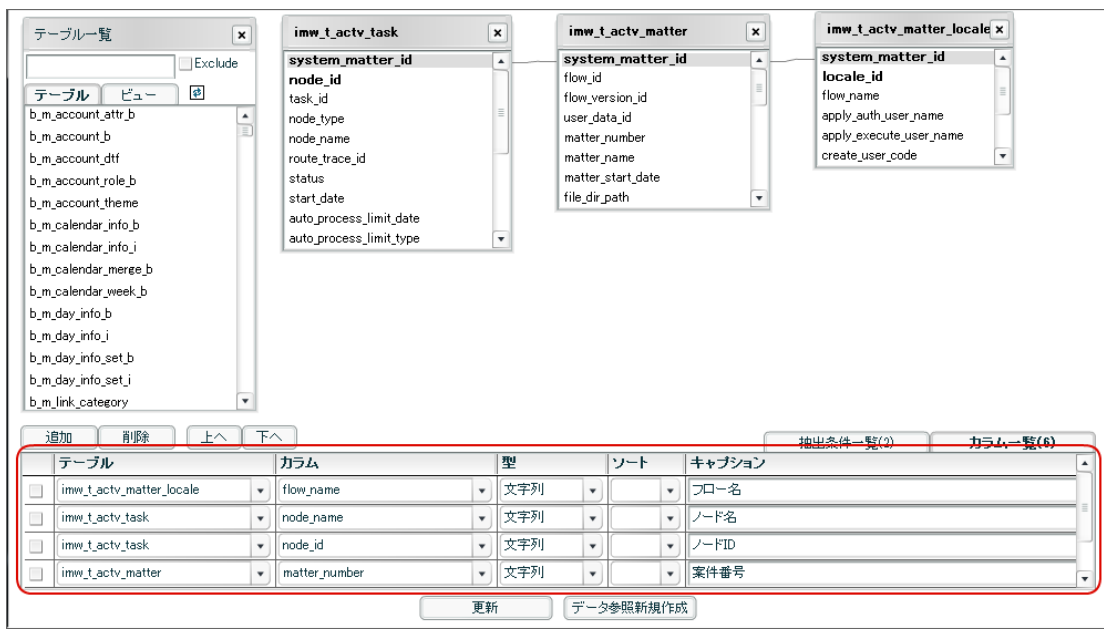 テーブル一覧
Exclude
テーブル ビュー
b_m_account_attr_b
b_m_account_b
b_m_account_dtf
b_m_account_role_b
b_m_account_theme
b_m_calendar_info_b
b_m_calendar_info_i
b_m_calendar_merge_b
b_m_calendar_week_b
b_m_day_info_b
b_m_day_info_i
b_m_day_info_set_b
b_m_day_info_set_i
b_m_link_category
imw_t_actv_task
system_matter_id
node_id
task_id
node_type
node_name
route_trace_id
status
start_date
auto_process_limit_date
auto_process_limit_type
imw_t_actv_matter
system_matter_id
flow_id
flow_version_id
user_data_id
matter_number
matter_name
matter_start_date
file_dir_path
imw_t_actv_matter_locale
system_matter_id
locale_id
flow_name
apply_auth_user_name
apply_execute_user_name
create_user_code
追加 削除 上へ 下へ
抽出条件一覧(2) カラム一覧(6)
テーブル カラム 型 ソート キャプション
imw_t_actv_matter_locale flow_name 文字列 フロー名
imw_t_actv_task node_name 文字列 ノード名
imw_t_actv_task node_id 文字列 ノードID
imw_t_actv_matter matter_number 文字列 案件番号
更新 データ参照新規作成